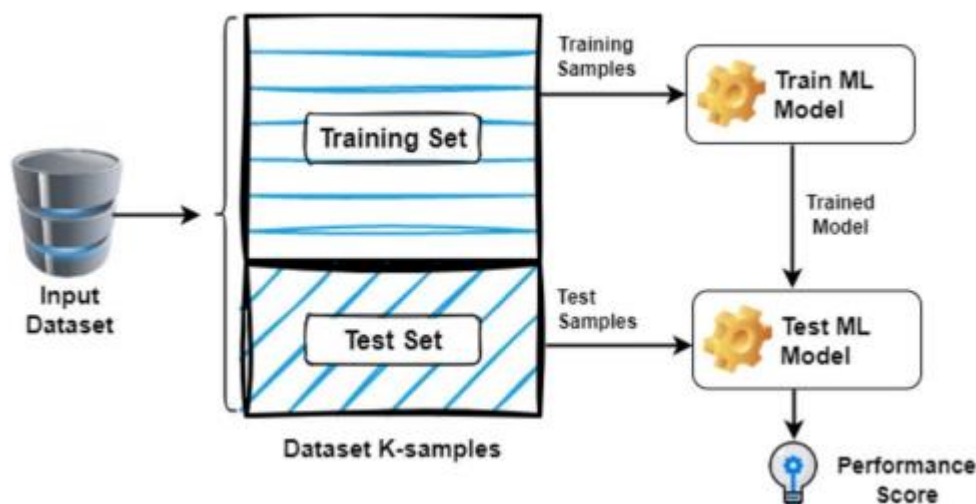 Training
Samples
Train ML
Model
Training Set
Trained
Model
Input
Dataset
Test
Samples
Test Set
Test ML
Model
Dataset K-samples
Performance
Score